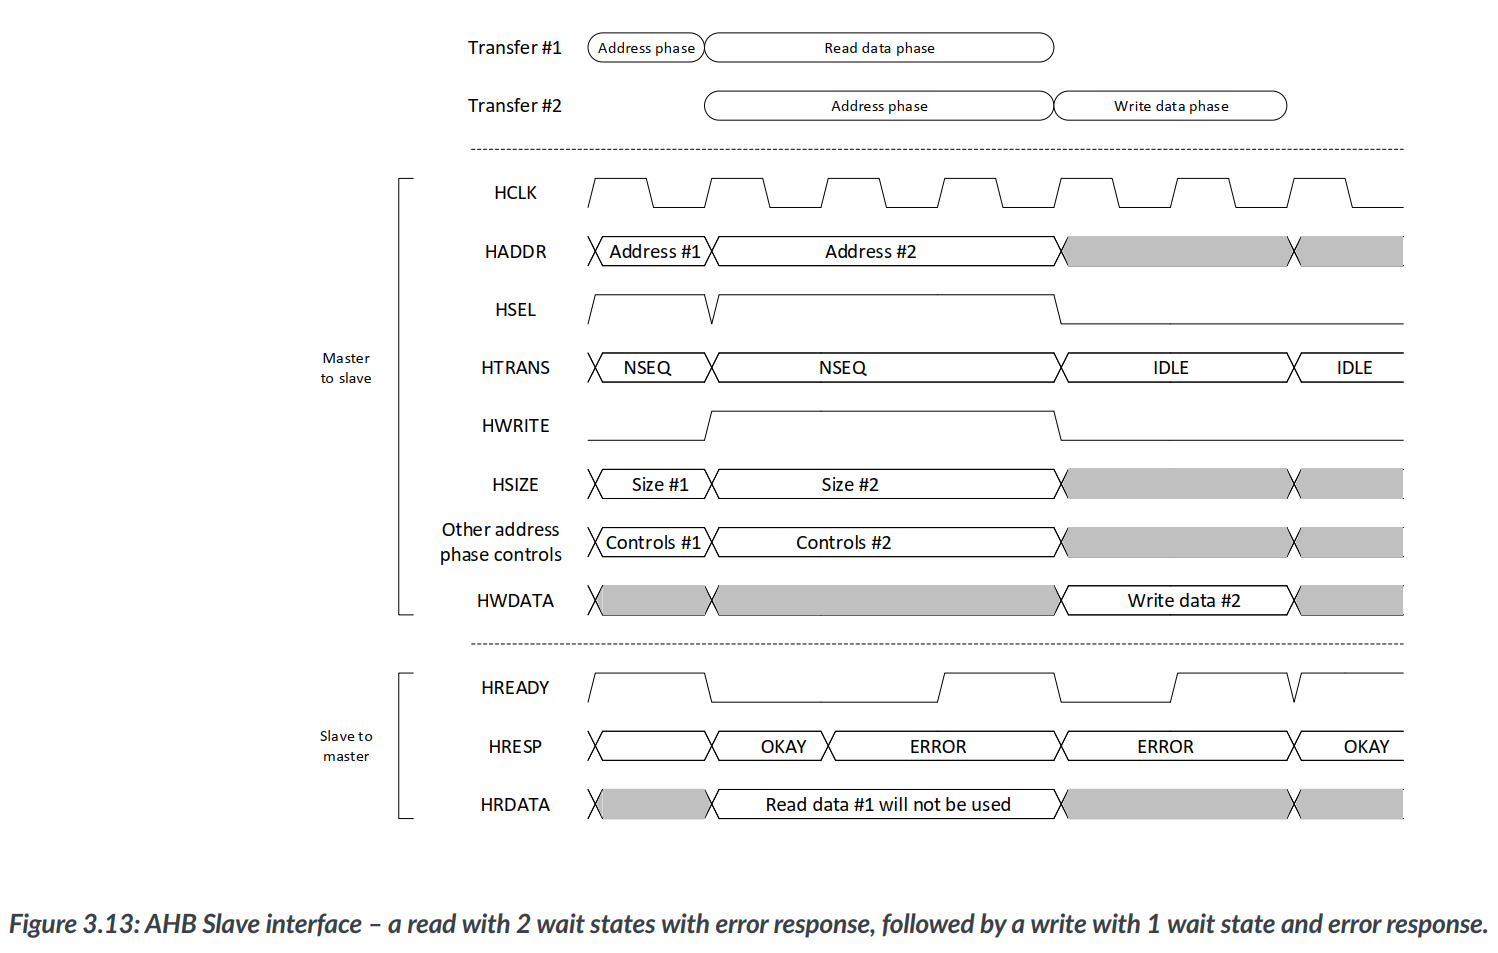 Transfer #1 Address phase Read data phase
Transfer #2 Address phase Write data phase
HCLK
HADDR Address #1 Address #2
HSEL
Master
to slave
HTRANS NSEQ NSEQ IDLE IDLE
HWRITE
HSIZE Size #1 Size #2
Other address
phase controls Controls #1 Controls #2
HWDATA Write data #2
HREADY
Slave to
master
HRESP OKAY ERROR ERROR OKAY
HRDATA Read data #1 will not be used
Figure 3.13: AHB Slave interface – a read with 2 wait states with error response, followed by a write with 1 wait state and error response.